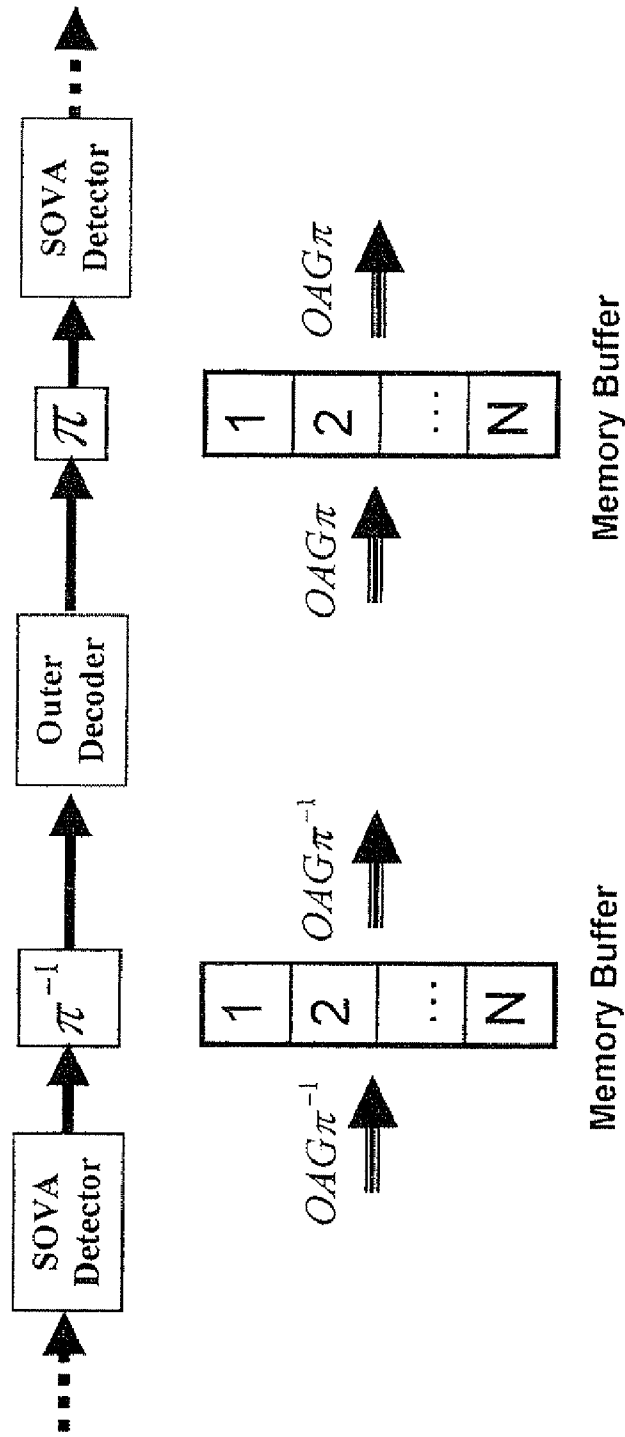 SOVA
Detector
π⁻¹
Outer
Decoder
π
SOVA
Detector
OAGπ⁻¹
1
2
...
N
OAGπ⁻¹
OAGπ
1
2
...
N
OAGπ
Memory Buffer
Memory Buffer